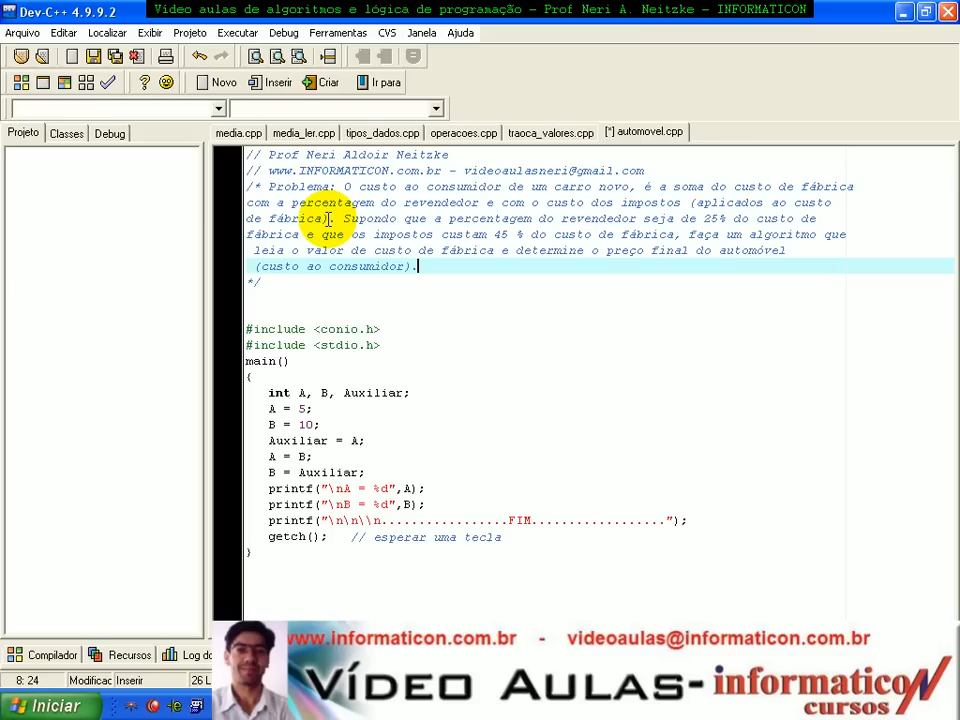 Dev-C++ 4.9.9.2
Vídeo aulas de algoritmos e lógica de programação - Prof Neri A. Neitzke - INFORMATICON
Arquivo Editar Localizar Exibir Projeto Executar Debug Ferramentas CVS Janela Ajuda
Novo Inserir Criar Ir para
Projeto Classes Debug
media.cpp media_ler.cpp tipos_dados.cpp operacoes.cpp traoca_valores.cpp [*] automovel.cpp
// Prof Neri Aldoir Neitzke
// www.INFORMATICON.com.br - videoaulasneri@gmail.com
/* Problema: O custo ao consumidor de um carro novo, é a soma do custo de fábrica
com a percentagem do revendedor e com o custo dos impostos (aplicados ao custo
de fábrica). Supondo que a percentagem do revendedor seja de 25% do custo de
fábrica e que os impostos custam 45 % do custo de fábrica, faça um algoritmo que
leia o valor de custo de fábrica e determine o preço final do automóvel
(custo ao consumidor).
*/
#include <conio.h>
#include <stdio.h>
main()
{
int A, B, Auxiliar;
A = 5;
B = 10;
Auxiliar = A;
A = B;
B = Auxiliar;
printf("\nA = %d",A);
printf("\nB = %d",B);
printf("\n\n\\n.................FIM..................");
getch(); // esperar uma tecla
}
Compilador Recursos Log do
8: 24 Modificac Inserir 26 L
Iniciar
www.informaticon.com.br - videoaulas@informaticon.com.br
Vídeo Aulas-informaticon
cursos